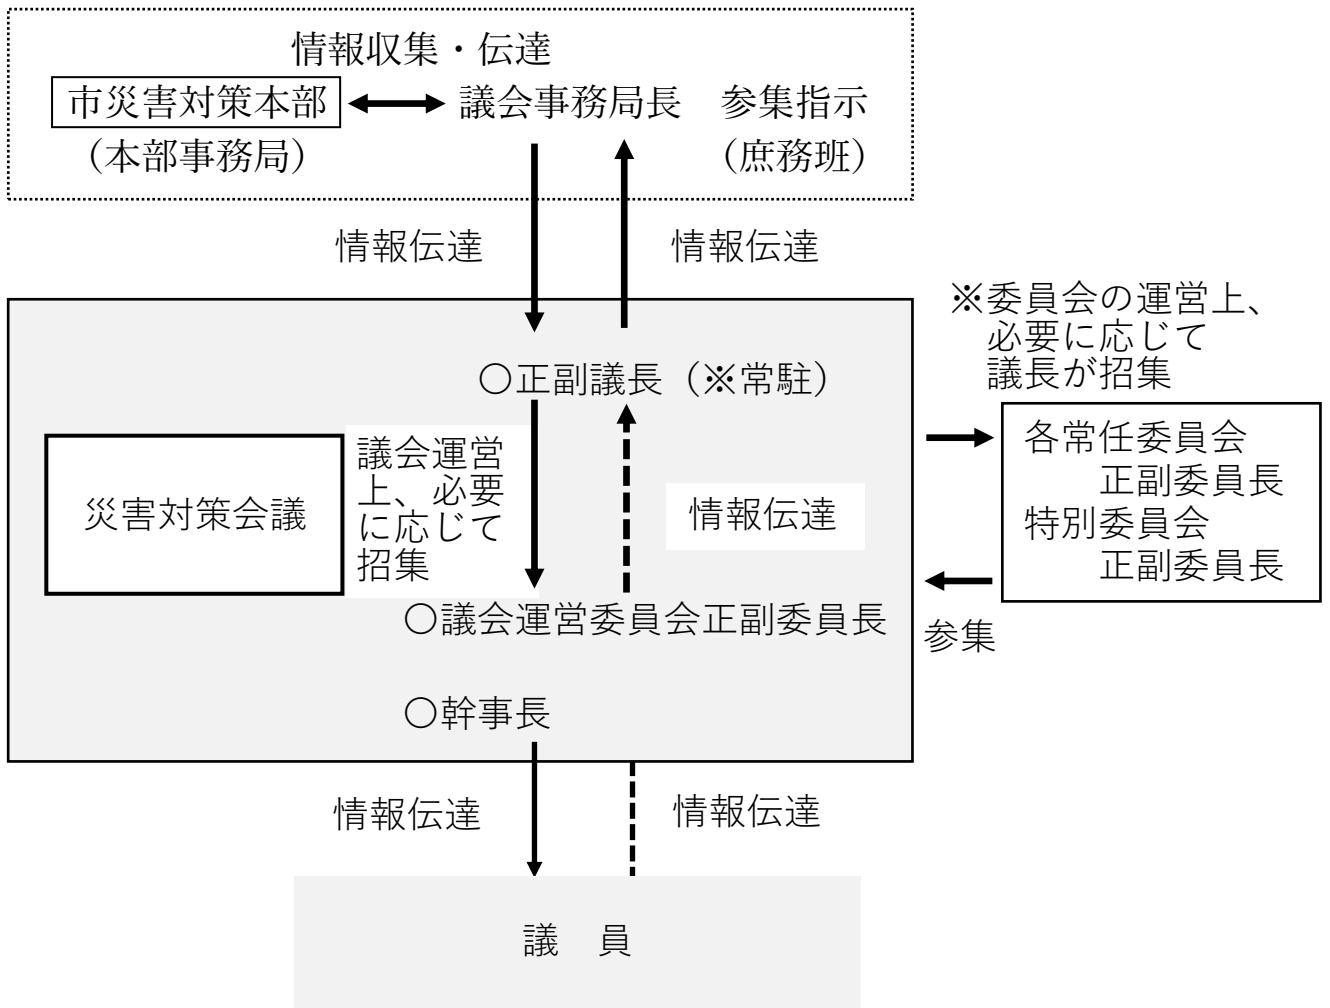 情報収集・伝達
市災害対策本部
議会事務局長
参集指示
（本部事務局）
（庶務班）
情報伝達
情報伝達
※委員会の運営上、
必要に応じて
議長が招集
〇正副議長（※常駐）
災害対策会議
議会運営
上、必要
に応じて
招集
情報伝達
各常任委員会
正副委員長
特別委員会
正副委員長
〇議会運営委員会正副委員長
参集
〇幹事長
情報伝達
情報伝達
議　員